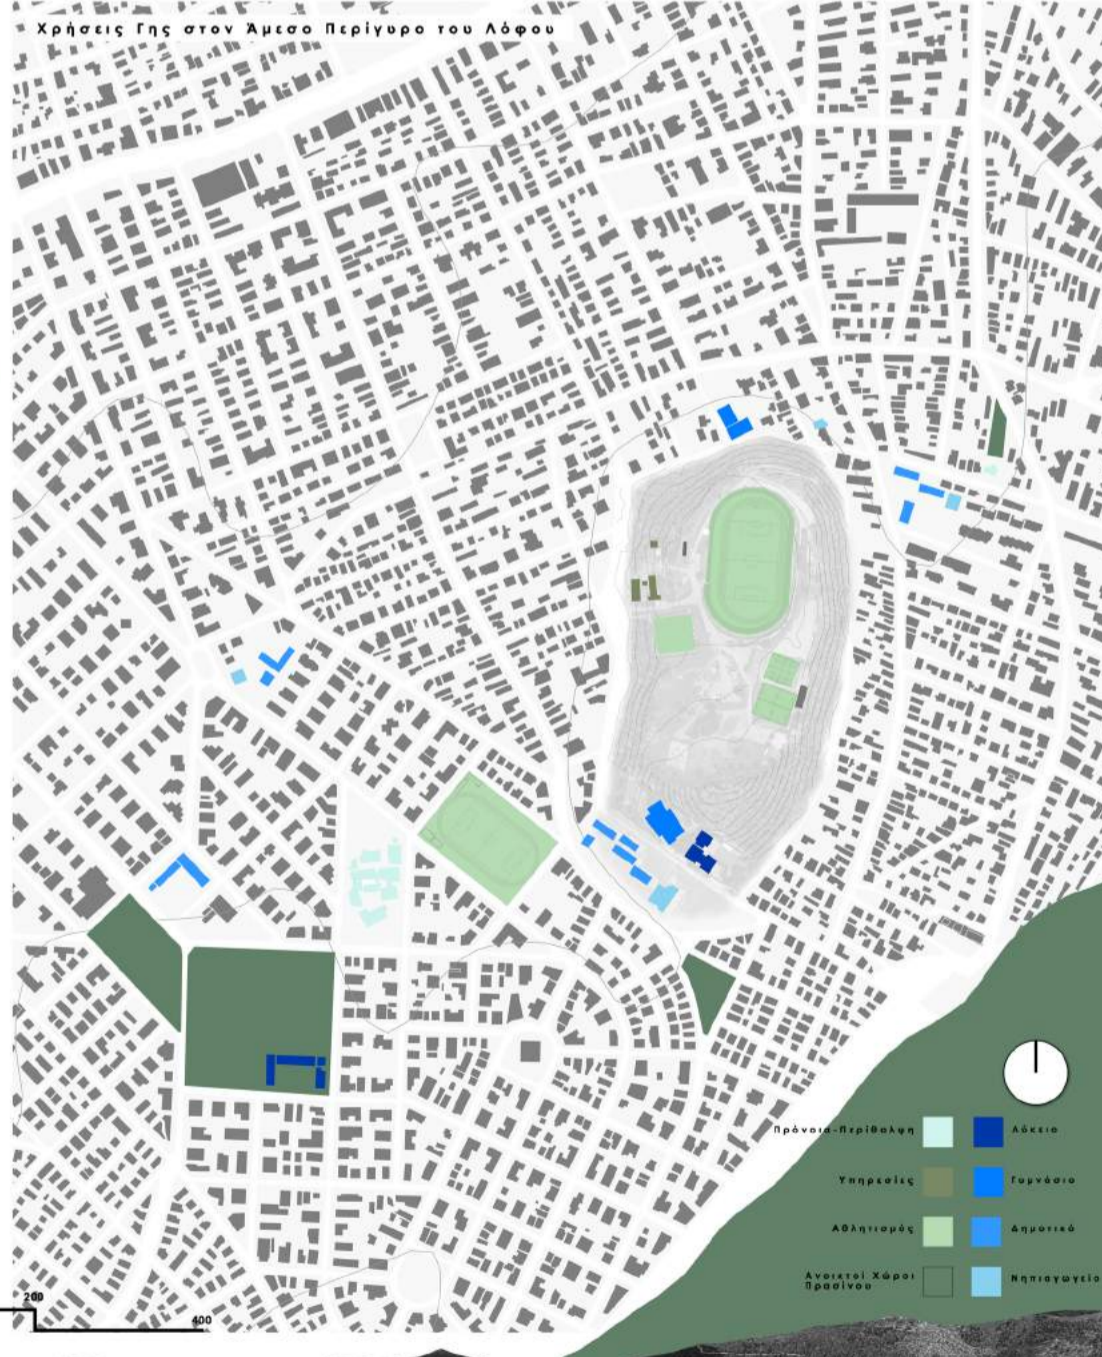 Χρήσεις Γης στον Άμεσο Περίγυρο του Λόφου
Πρόνοια-Περίθαλψη
Λύκειο
Υπηρεσίες
Γυμνάσιο
Αθλητισμός
Δημοτικό
Ανοικτοί Χώροι
Πρασίνου
Νηπιαγωγείο
200
400